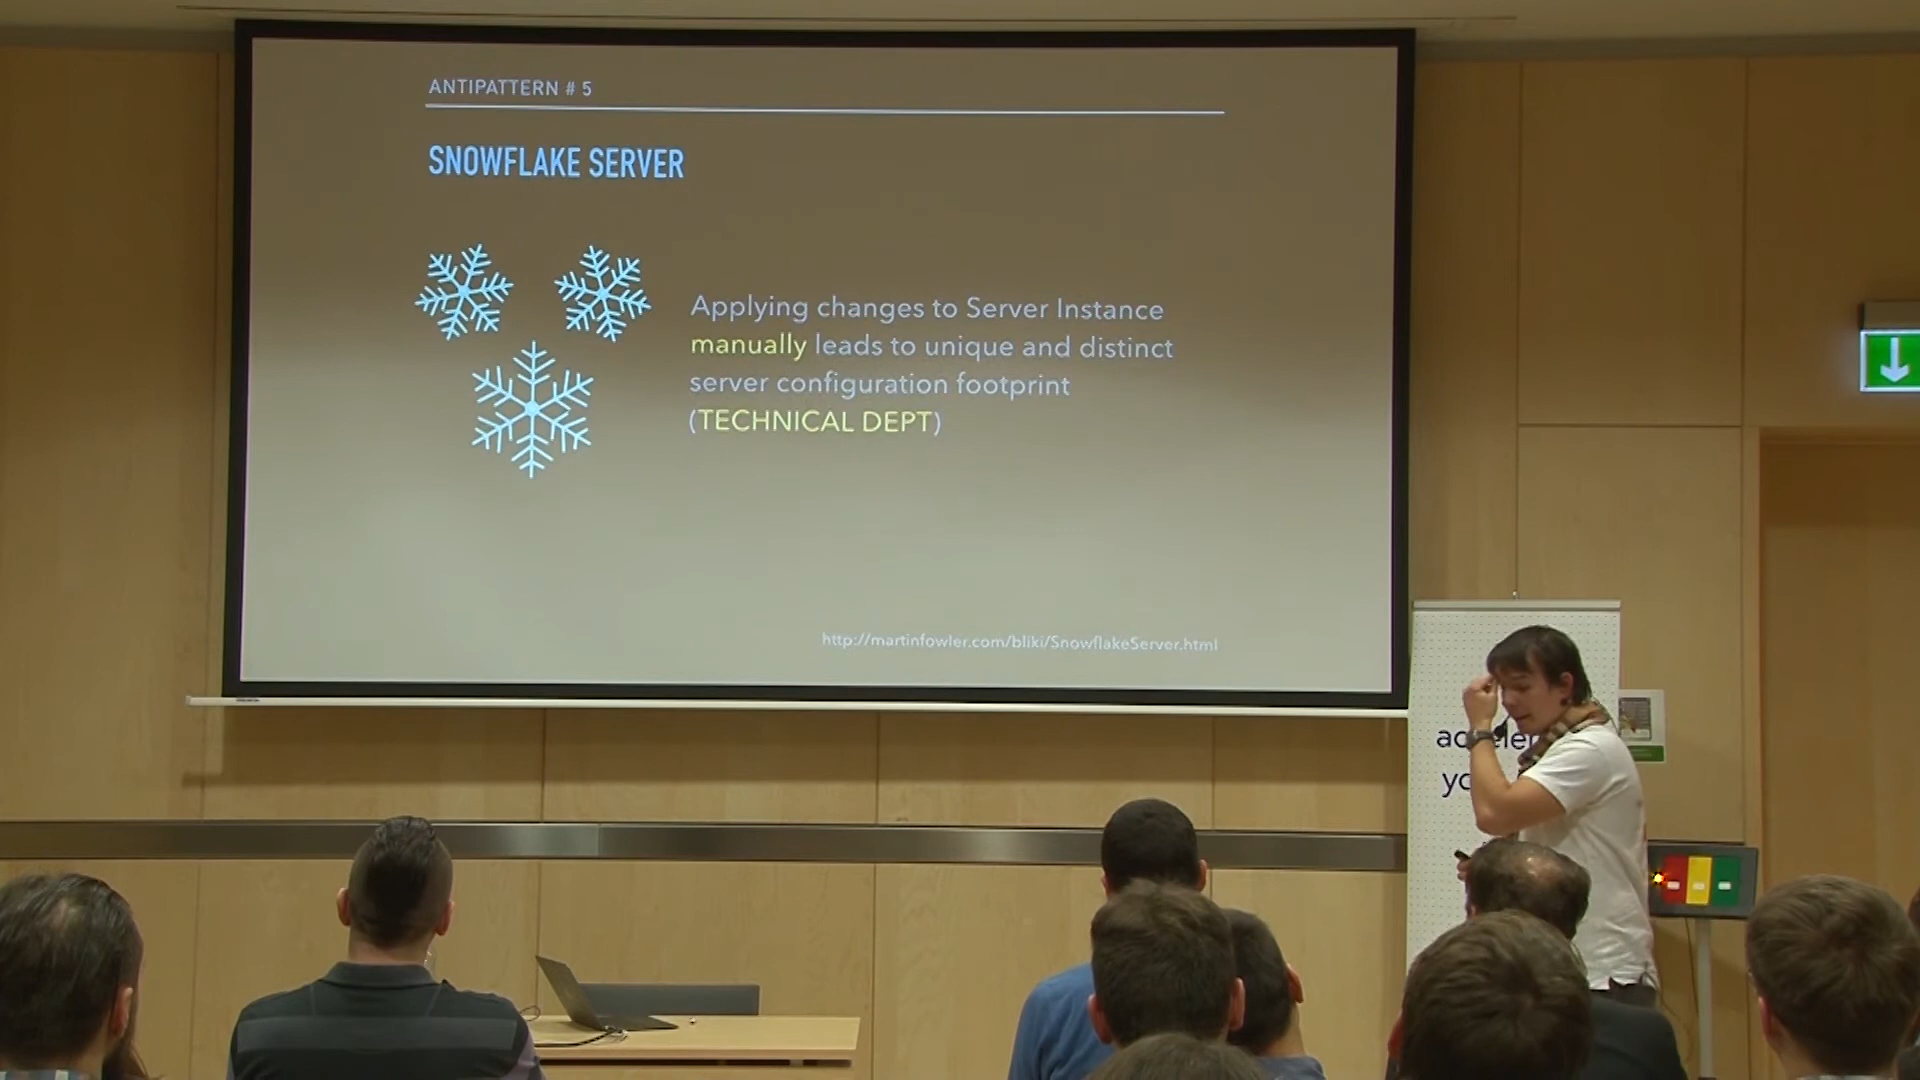 ANTIPATTERN # 5
SNOWFLAKE SERVER
Applying changes to Server Instance
manually leads to unique and distinct
server configuration footprint
(TECHNICAL DEPT)
http://martinfowler.com/bliki/SnowflakeServer.html